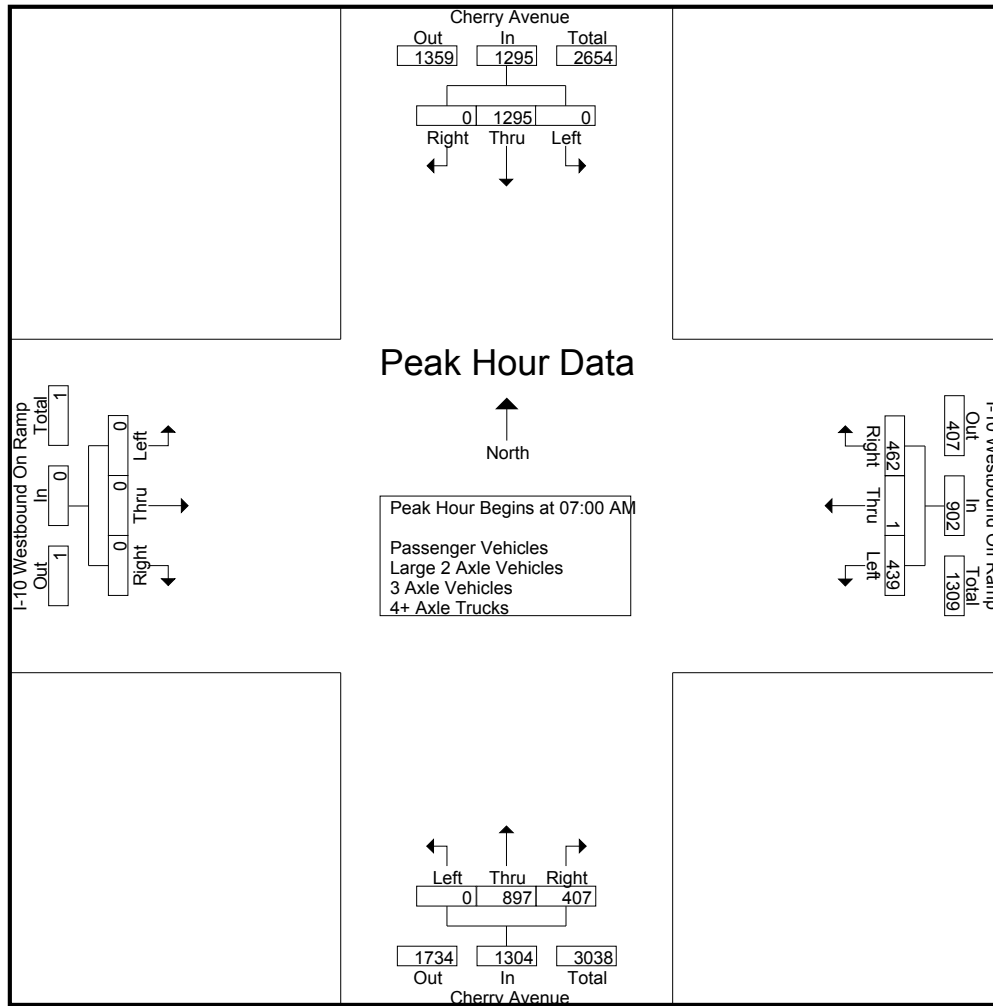 Cherry Avenue
Out In Total
1359 1295 2654
0 1295 0
Right Thru Left
Peak Hour Data
North
Peak Hour Begins at 07:00 AM
Passenger Vehicles
Large 2 Axle Vehicles
3 Axle Vehicles
4+ Axle Trucks
I-10 Westbound On Ramp
Out In Total
1 0 1
Right Thru Left
0 0 0
I-10 Westbound Off Ramp
Out In Total
407 902 1309
462 1 439
Right Thru Left
Left Thru Right
0 897 407
1734 1304 3038
Out In Total
Cherry Avenue